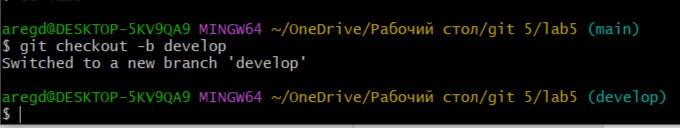 aregd@DESKTOP-5KV9QA9 MINGW64 ~/OneDrive/Рабочий стол/git 5/lab5 (main)
$ git checkout -b develop
Switched to a new branch 'develop'
aregd@DESKTOP-5KV9QA9 MINGW64 ~/OneDrive/Рабочий стол/git 5/lab5 (develop)
$